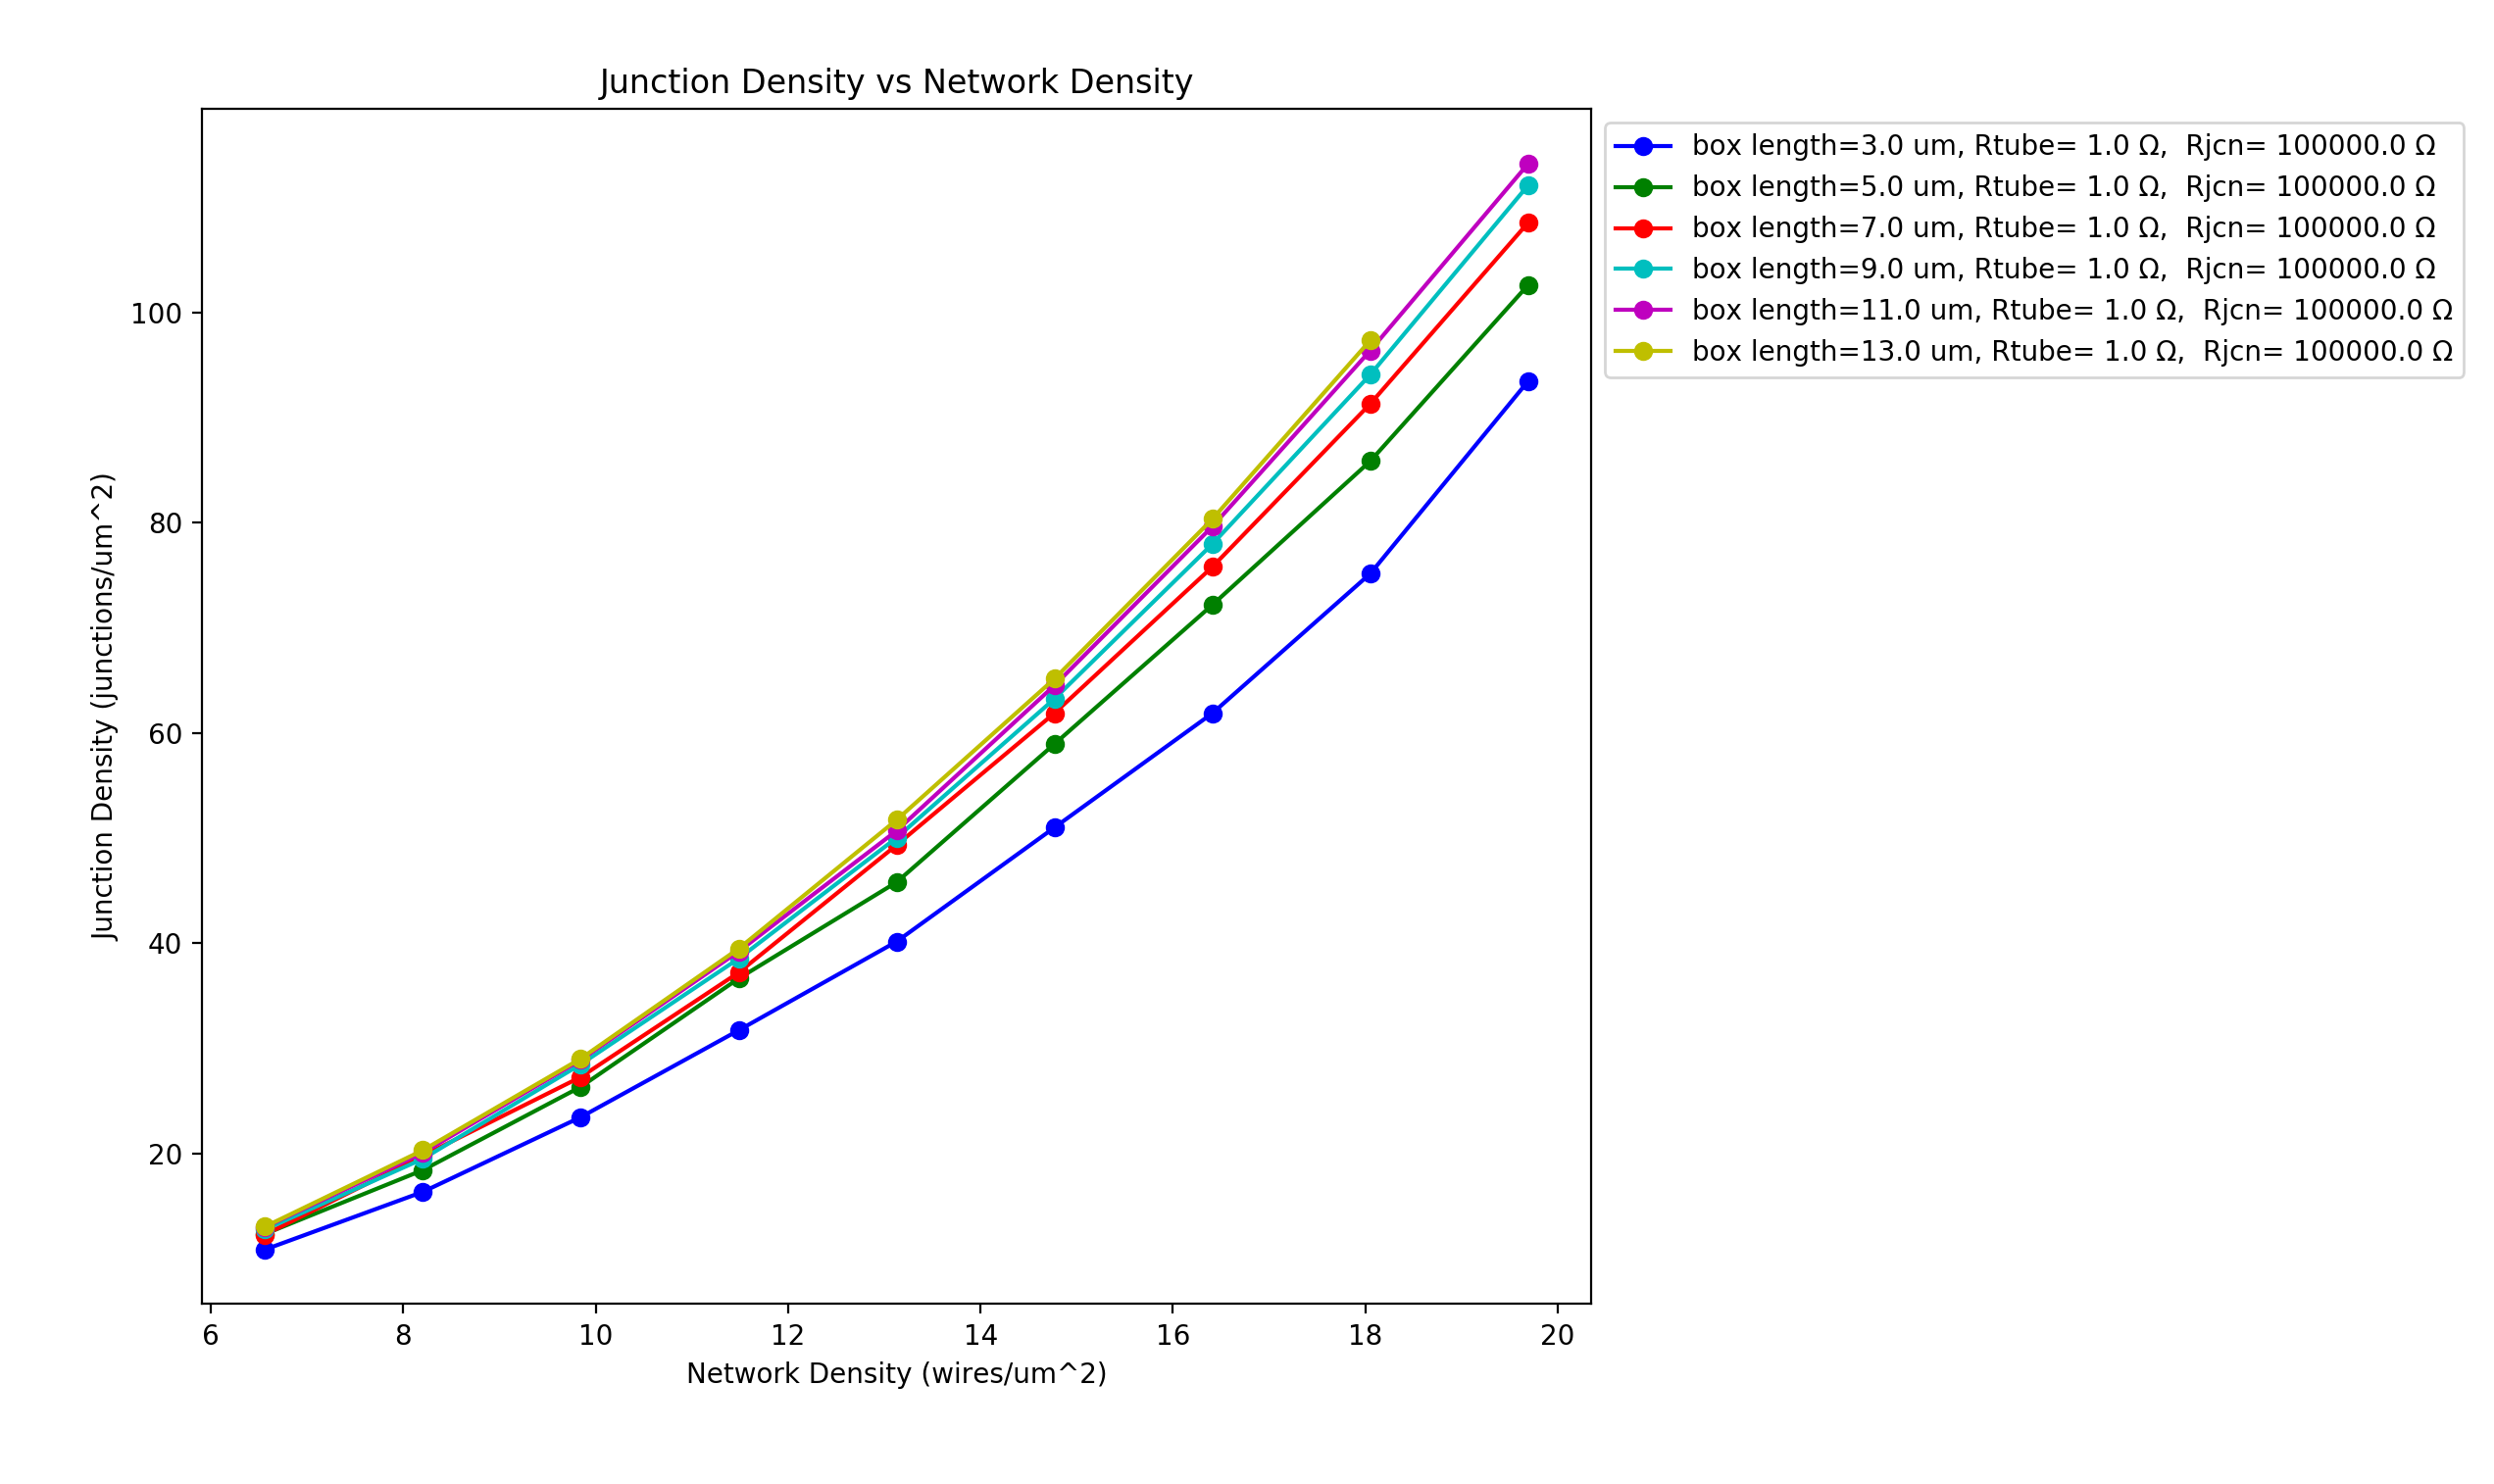 Junction Density vs Network Density
box length=3.0 um, Rtube= 1.0 Ω,  Rjcn= 100000.0 Ω
box length=5.0 um, Rtube= 1.0 Ω,  Rjcn= 100000.0 Ω
box length=7.0 um, Rtube= 1.0 Ω,  Rjcn= 100000.0 Ω
box length=9.0 um, Rtube= 1.0 Ω,  Rjcn= 100000.0 Ω
box length=11.0 um, Rtube= 1.0 Ω,  Rjcn= 100000.0 Ω
box length=13.0 um, Rtube= 1.0 Ω,  Rjcn= 100000.0 Ω
Junction Density (junctions/um^2)
100
80
60
40
20
6 8 10 12 14 16 18 20
Network Density (wires/um^2)